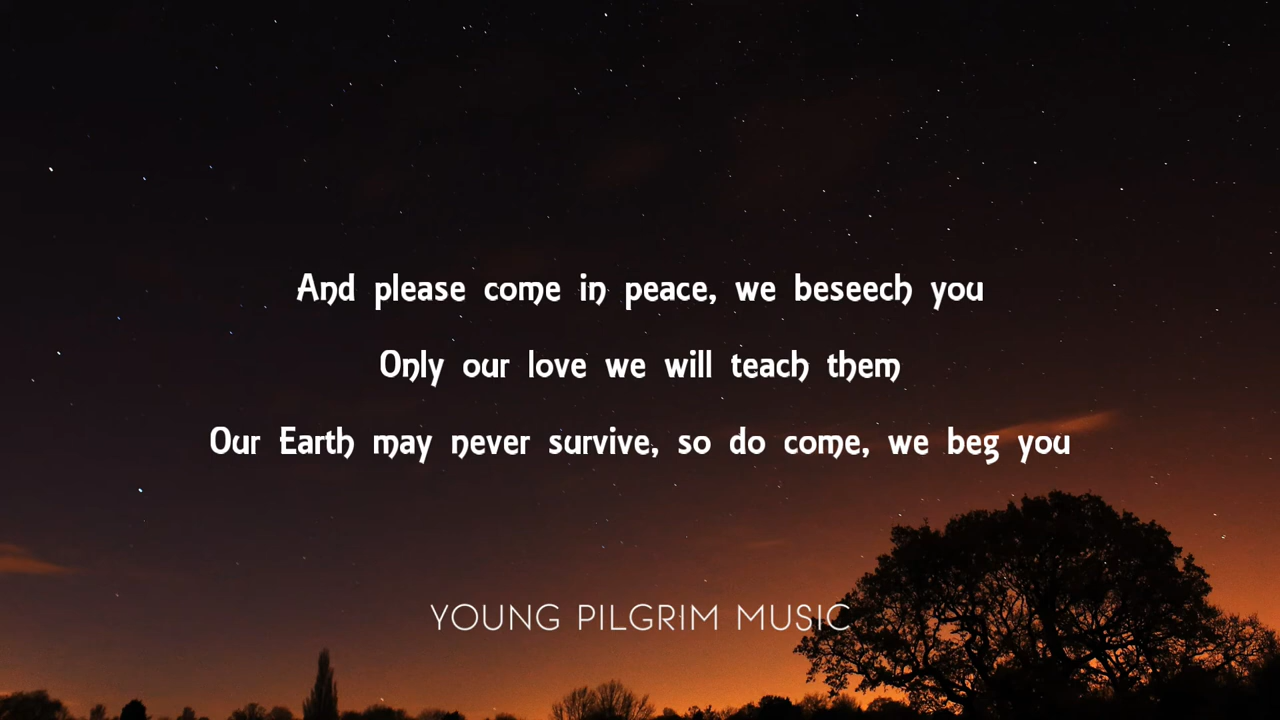 And please come in peace, we beseech you
Only our love we will teach them
Our Earth may never survive, so do come, we beg you
YOUNG PILGRIM MUSIC